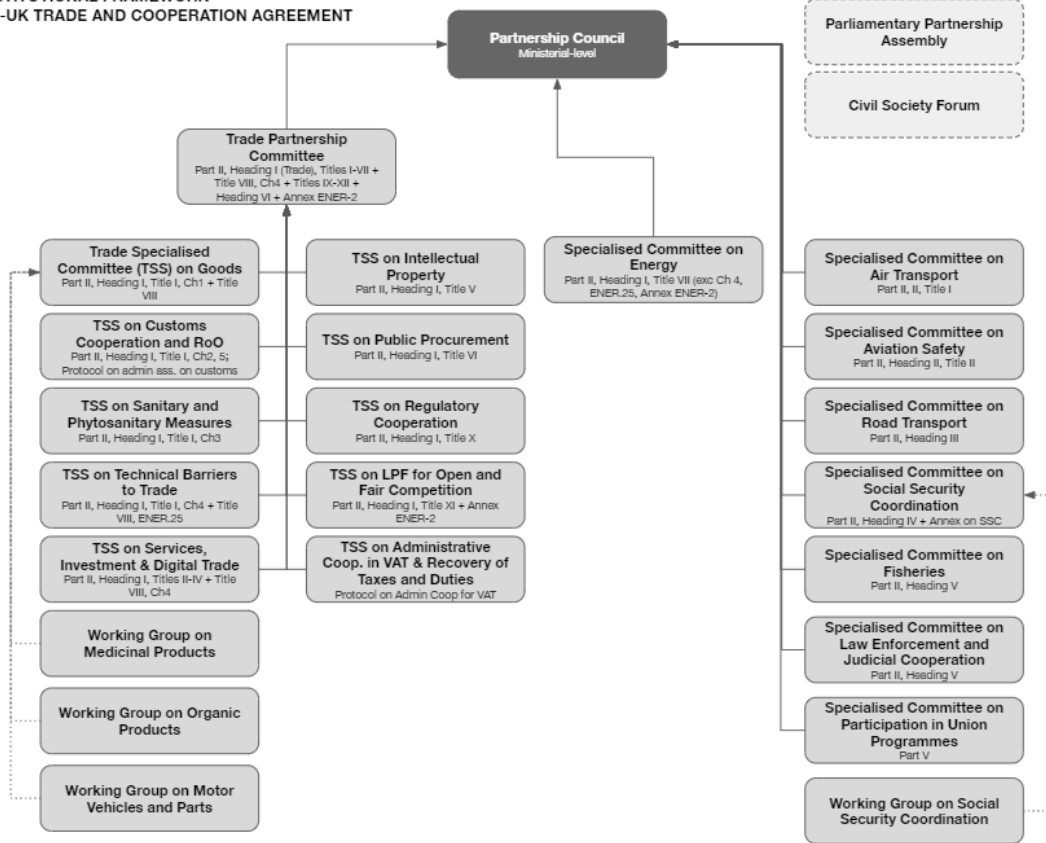 -UK TRADE AND COOPERATION AGREEMENT
Partnership Council
Ministerial-level
Parliamentary Partnership
Assembly
Civil Society Forum
Trade Partnership
Committee
Part II, Heading I (Trade), Titles I-VII +
Title VIII, Ch4 + Titles IX-XII +
Heading VI + Annex ENER-2
Trade Specialised
Committee (TSS) on Goods
Part II, Heading I, Title I, Ch1 + Title
VIII
TSS on Customs
Cooperation and RoO
Part II, Heading I, Title I, Ch2, 5;
Protocol on admin ass. on customs
TSS on Sanitary and
Phytosanitary Measures
Part II, Heading I, Title I, Ch3
TSS on Technical Barriers
to Trade
Part II, Heading I, Title I, Ch4 + Title
VIII, ENER.25
TSS on Services,
Investment & Digital Trade
Part II, Heading I, Titles II-IV + Title
VIII, Ch4
Working Group on
Medicinal Products
Working Group on Organic
Products
Working Group on Motor
Vehicles and Parts
TSS on Intellectual
Property
Part II, Heading I, Title V
TSS on Public Procurement
Part II, Heading I, Title VI
TSS on Regulatory
Cooperation
Part II, Heading I, Title X
TSS on LPF for Open and
Fair Competition
Part II, Heading I, Title XI + Annex
ENER-2
TSS on Administrative
Coop. in VAT & Recovery of
Taxes and Duties
Protocol on Admin Coop for VAT
Specialised Committee on
Energy
Part II, Heading I, Title VII (exc Ch 4,
ENER.25, Annex ENER-2)
Specialised Committee on
Air Transport
Part II, II, Title I
Specialised Committee on
Aviation Safety
Part II, Heading II, Title II
Specialised Committee on
Road Transport
Part II, Heading III
Specialised Committee on
Social Security
Coordination
Part II, Heading IV + Annex on SSC
Specialised Committee on
Fisheries
Part II, Heading V
Specialised Committee on
Law Enforcement and
Judicial Cooperation
Part II, Heading V
Specialised Committee on
Participation in Union
Programmes
Part V
Working Group on Social
Security Coordination